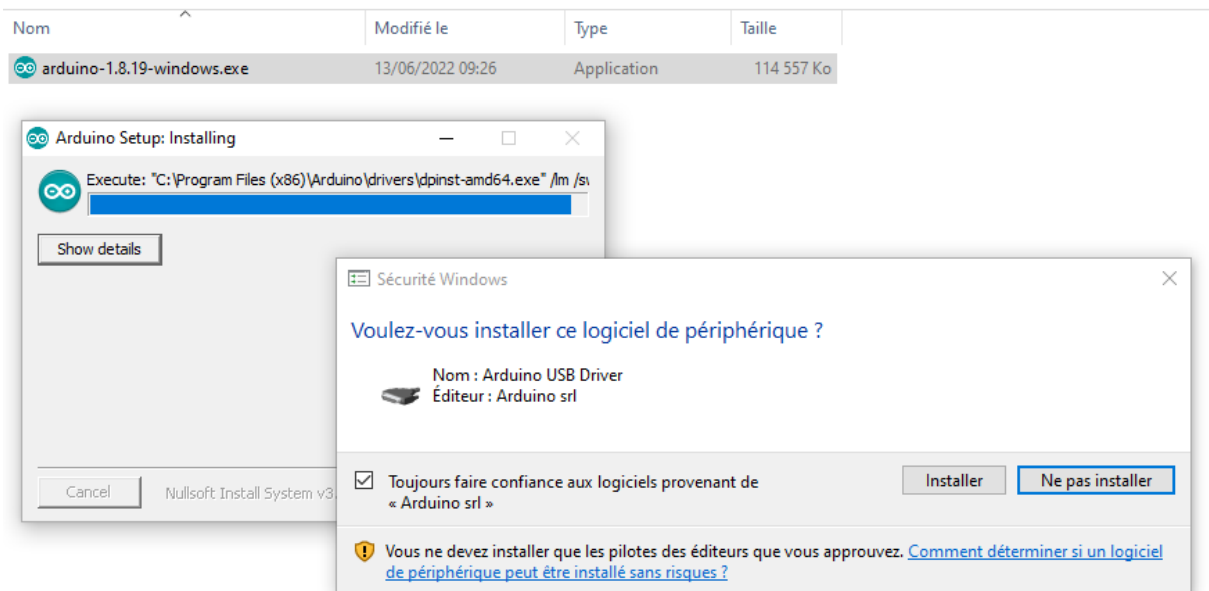 Nom Modifié le Type Taille
arduino-1.8.19-windows.exe 13/06/2022 09:26 Application 114 557 Ko
Arduino Setup: Installing
Execute: "C:\Program Files (x86)\Arduino\drivers\dpinst-amd64.exe" /lm /sw
Show details
Cancel Nullsoft Install System v3.
Sécurité Windows
Voulez-vous installer ce logiciel de périphérique ?
Nom : Arduino USB Driver
Éditeur : Arduino srl
Toujours faire confiance aux logiciels provenant de
« Arduino srl »
Installer Ne pas installer
Vous ne devez installer que les pilotes des éditeurs que vous approuvez. Comment déterminer si un logiciel
de périphérique peut être installé sans risques ?